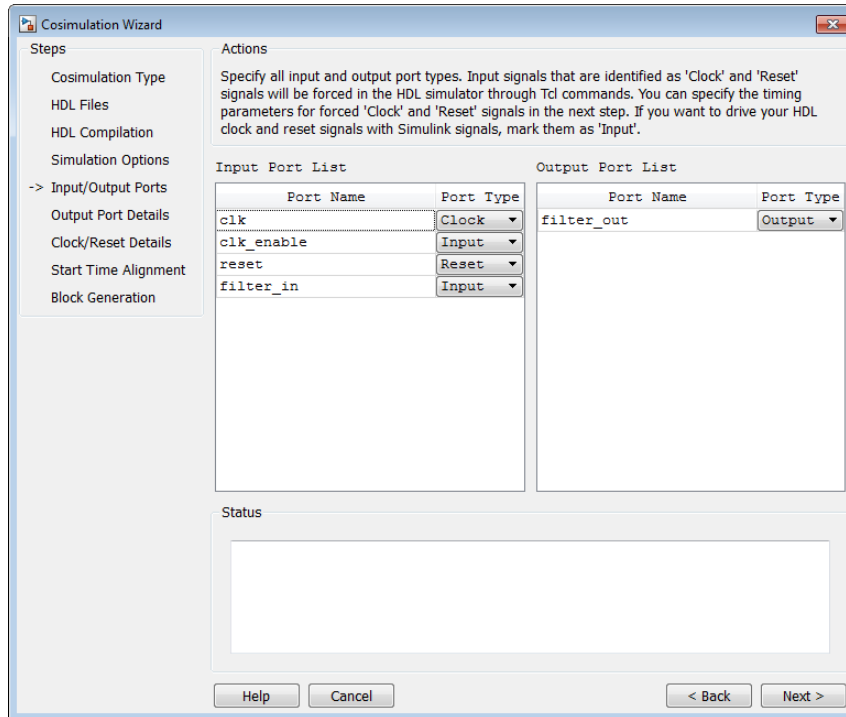 Cosimulation Wizard
Steps
Cosimulation Type
HDL Files
HDL Compilation
Simulation Options
-> Input/Output Ports
Output Port Details
Clock/Reset Details
Start Time Alignment
Block Generation
Actions
Specify all input and output port types. Input signals that are identified as 'Clock' and 'Reset'
signals will be forced in the HDL simulator through Tcl commands. You can specify the timing
parameters for forced 'Clock' and 'Reset' signals in the next step. If you want to drive your HDL
clock and reset signals with Simulink signals, mark them as 'Input'.
Input Port List
Port Name Port Type
clk Clock
clk_enable Input
reset Reset
filter_in Input
Output Port List
Port Name Port Type
filter_out Output
Status
Help Cancel < Back Next >